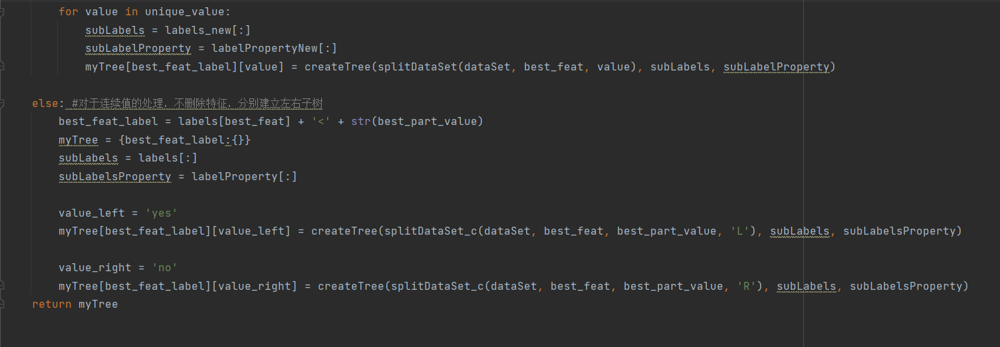 for value in unique_value:
subLabels = labels_new[:]
subLabelProperty = labelPropertyNew[:]
myTree[best_feat_label][value] = createTree(splitDataSet(dataSet, best_feat, value), subLabels, subLabelProperty)
else: #对于连续值的处理，不删除特征，分别建立左右子树
best_feat_label = labels[best_feat] + '<' + str(best_part_value)
myTree = {best_feat_label:{}}
subLabels = labels[:]
subLabelsProperty = labelProperty[:]
value_left = 'yes'
myTree[best_feat_label][value_left] = createTree(splitDataSet_c(dataSet, best_feat, best_part_value, 'L'), subLabels, subLabelsProperty)
value_right = 'no'
myTree[best_feat_label][value_right] = createTree(splitDataSet_c(dataSet, best_feat, best_part_value, 'R'), subLabels, subLabelsProperty)
return myTree